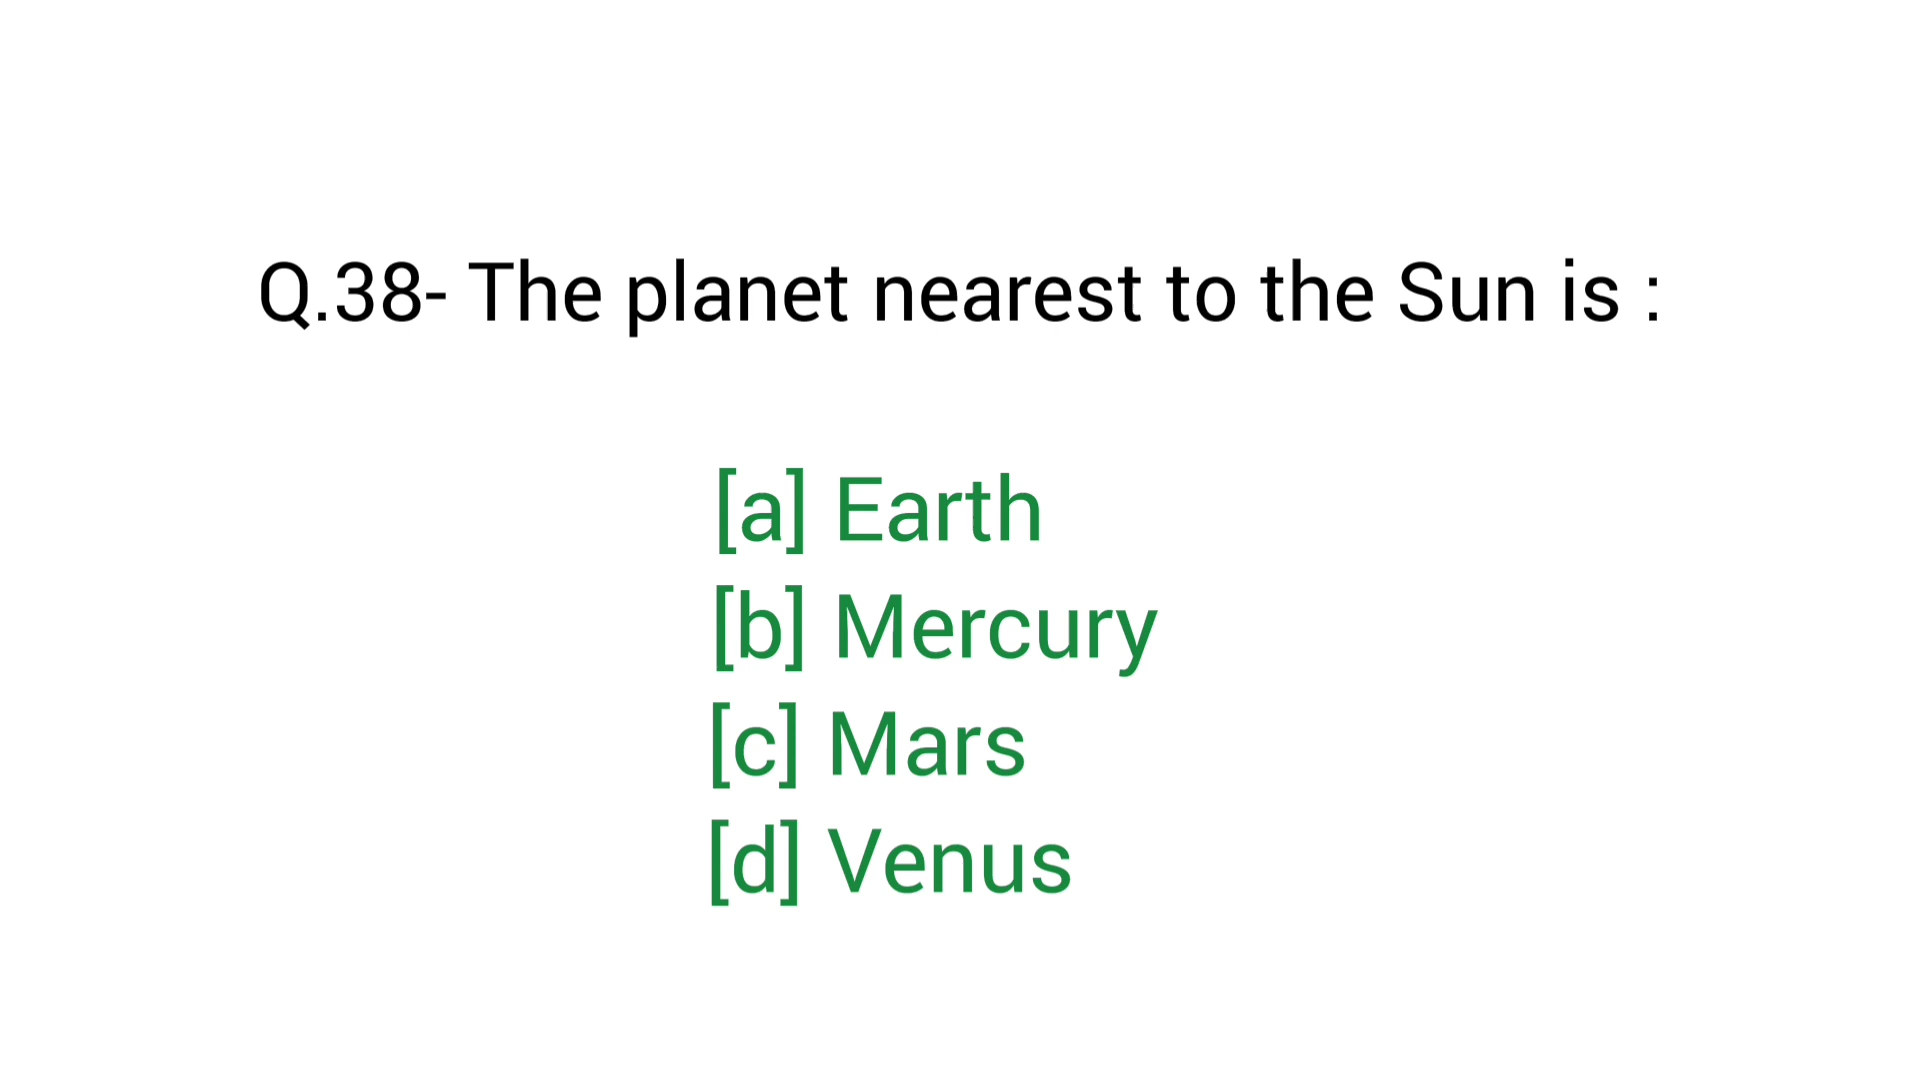 Q.38- The planet nearest to the Sun is :
[a] Earth
[b] Mercury
[c] Mars
[d] Venus